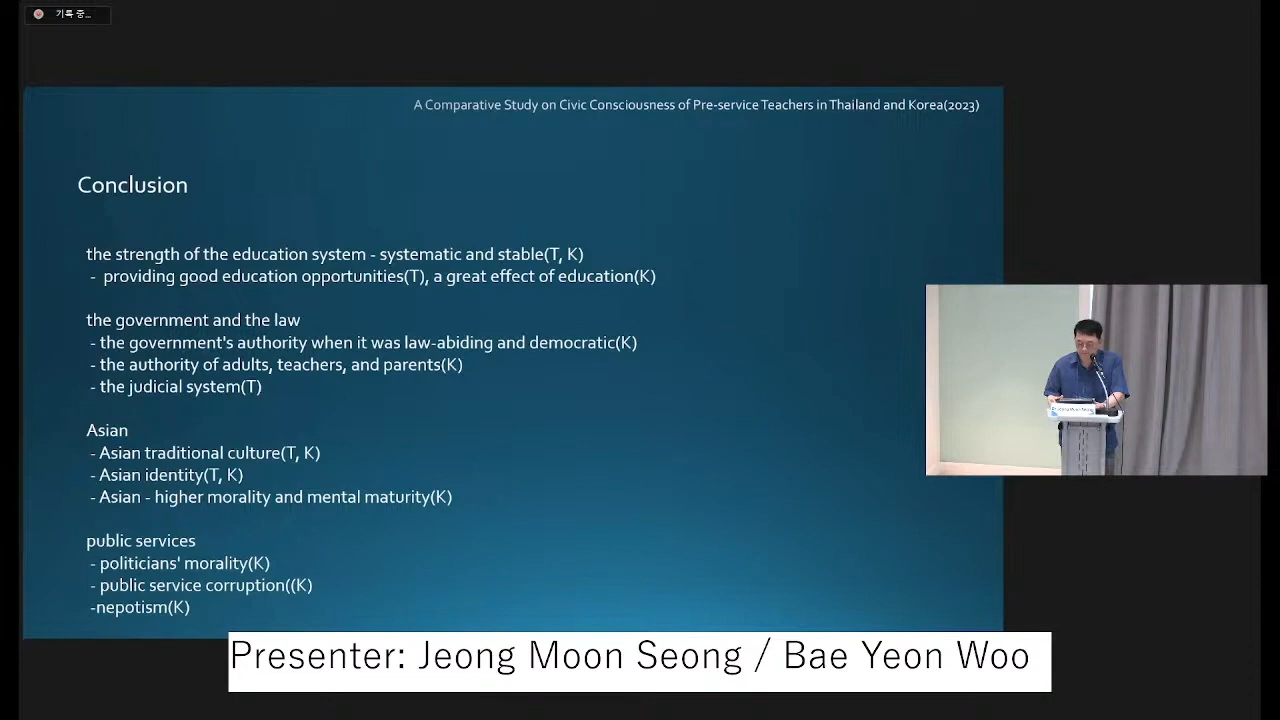 기록 중...
A Comparative Study on Civic Consciousness of Pre-service Teachers in Thailand and Korea(2023)
Conclusion
the strength of the education system - systematic and stable(T, K)
- providing good education opportunities(T), a great effect of education(K)
the government and the law
- the government's authority when it was law-abiding and democratic(K)
- the authority of adults, teachers, and parents(K)
- the judicial system(T)
Asian
- Asian traditional culture(T, K)
- Asian identity(T, K)
- Asian - higher morality and mental maturity(K)
public services
- politicians' morality(K)
- public service corruption((K)
-nepotism(K)
Presenter: Jeong Moon Seong / Bae Yeon Woo